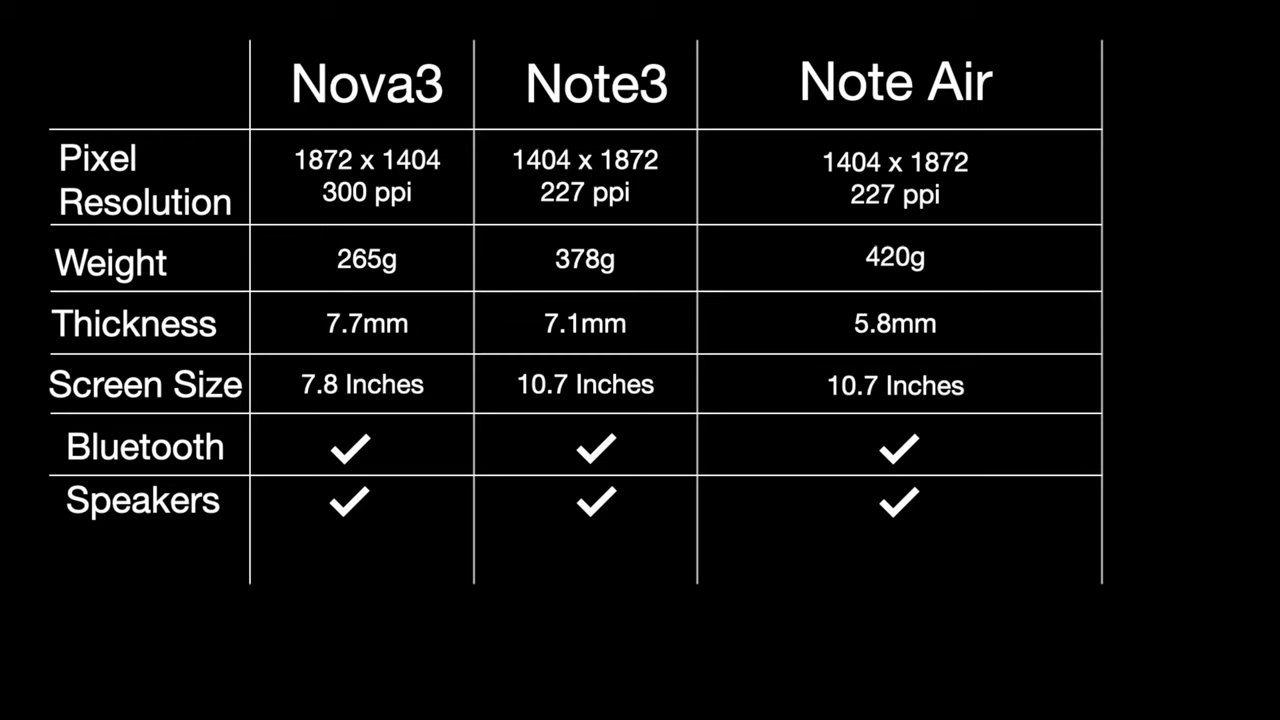 Nova3 Note3 Note Air
Pixel Resolution 1872 x 1404 300 ppi 1404 x 1872 227 ppi 1404 x 1872 227 ppi
Weight 265g 378g 420g
Thickness 7.7mm 7.1mm 5.8mm
Screen Size 7.8 Inches 10.7 Inches 10.7 Inches
Bluetooth ✓ ✓ ✓
Speakers ✓ ✓ ✓